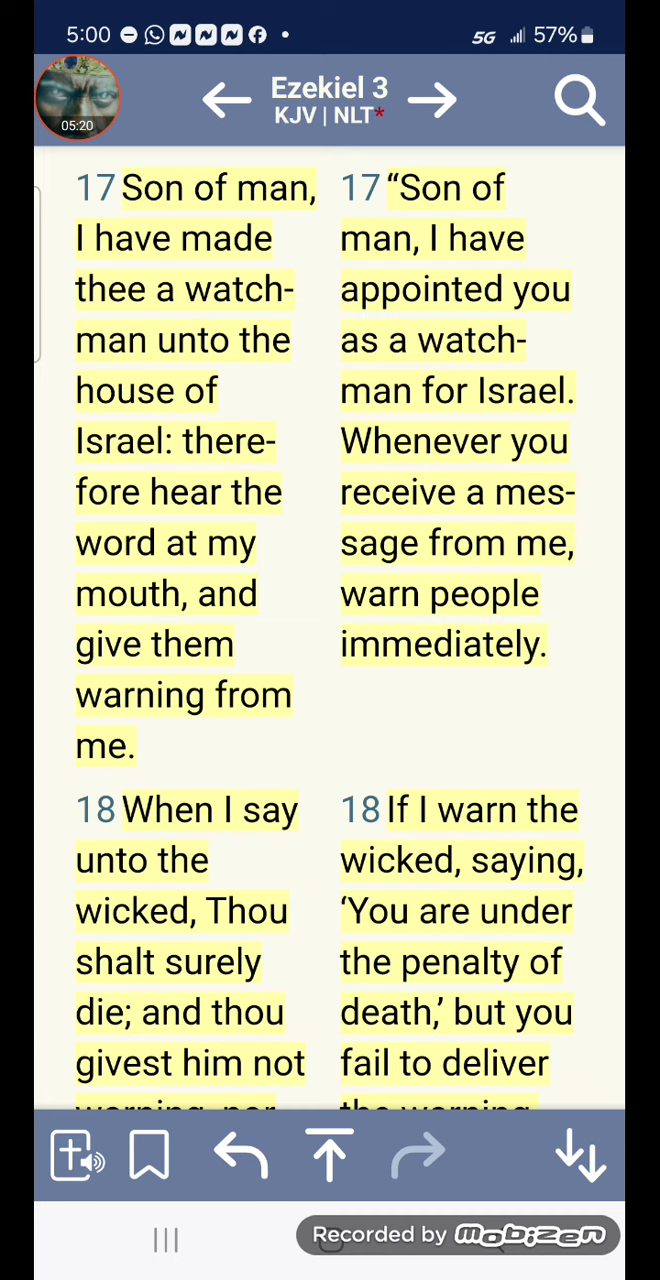 5:00
5G 57%
05:20
Ezekiel 3
KJV | NLT*
17 Son of man,
I have made
thee a watch-
man unto the
house of
Israel: there-
fore hear the
word at my
mouth, and
give them
warning from
me.
17 “Son of
man, I have
appointed you
as a watch-
man for Israel.
Whenever you
receive a mes-
sage from me,
warn people
immediately.
18 When I say
unto the
wicked, Thou
shalt surely
die; and thou
givest him not
warning, nor
18 If I warn the
wicked, saying,
‘You are under
the penalty of
death,’ but you
fail to deliver
the warning,
Recorded by mobizen